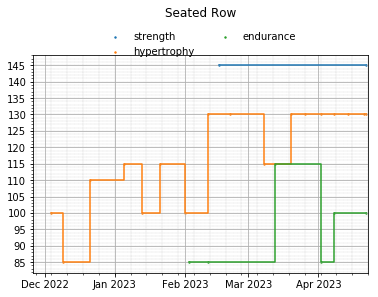 Seated Row
strength
endurance
hypertrophy
145
135
130
125
120
115
110
105
100
95
90
85
Dec 2022
Jan 2023
Feb 2023
Mar 2023
Apr 2023